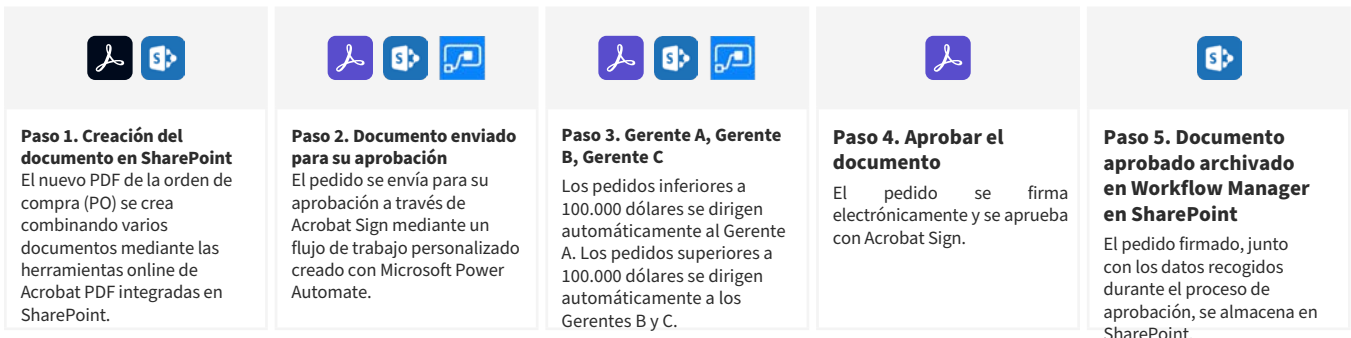 Paso 1. Creación del
documento en SharePoint
El nuevo PDF de la orden de
compra (PO) se crea
combinando varios
documentos mediante las
herramientas online de
Acrobat PDF integradas en
SharePoint.
Paso 2. Documento enviado
para su aprobación
El pedido se envía para su
aprobación a través de
Acrobat Sign mediante un
flujo de trabajo personalizado
creado con Microsoft Power
Automate.
Paso 3. Gerente A, Gerente
B, Gerente C
Los pedidos inferiores a
100.000 dólares se dirigen
automáticamente al Gerente
A. Los pedidos superiores a
100.000 dólares se dirigen
automáticamente a los
Gerentes B y C.
Paso 4. Aprobar el
documento
El pedido se firma
electrónicamente y se aprueba
con Acrobat Sign.
Paso 5. Documento
aprobado archivado
en Workflow Manager
en SharePoint
El pedido firmado, junto
con los datos recogidos
durante el proceso de
aprobación, se almacena en
SharePoint